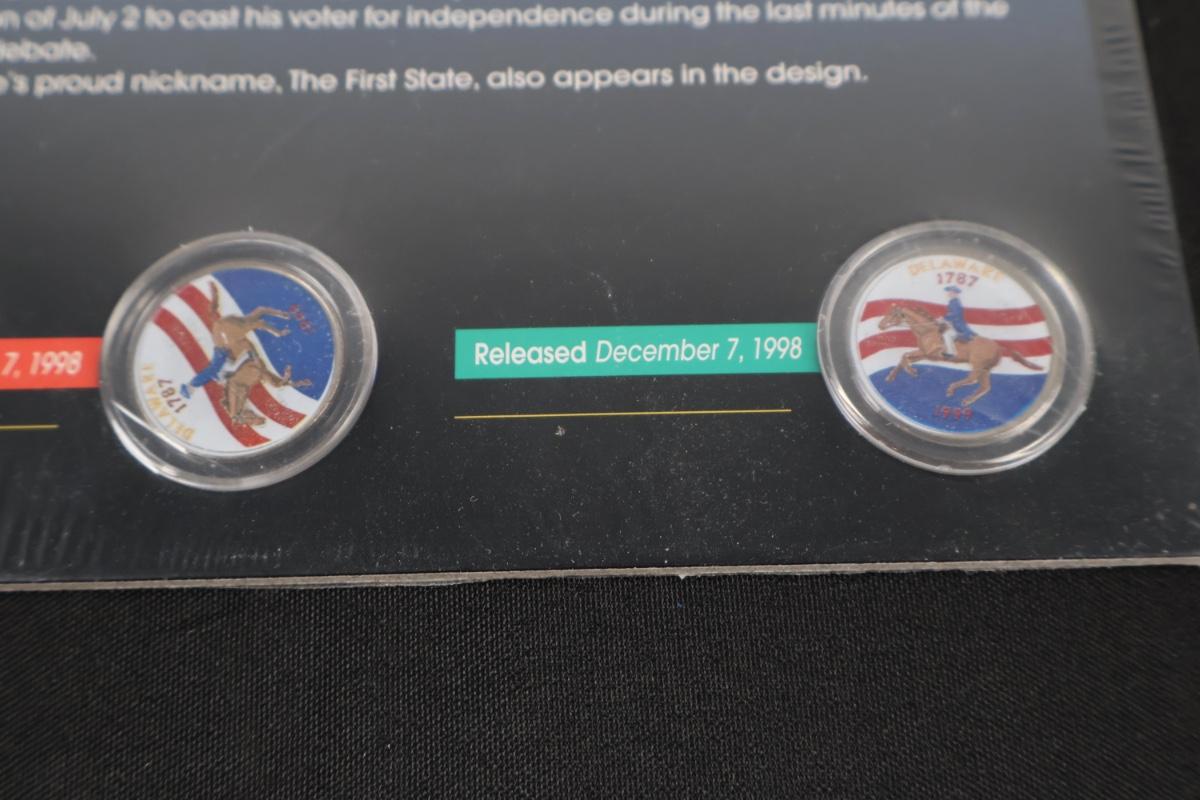 of July 2 to cast his voter for independence during the last minutes of the
debate.
's proud nickname, The First State, also appears in the design.
7, 1998
DELAWARE
1787
Released December 7, 1998
DELAWARE
1787
1999